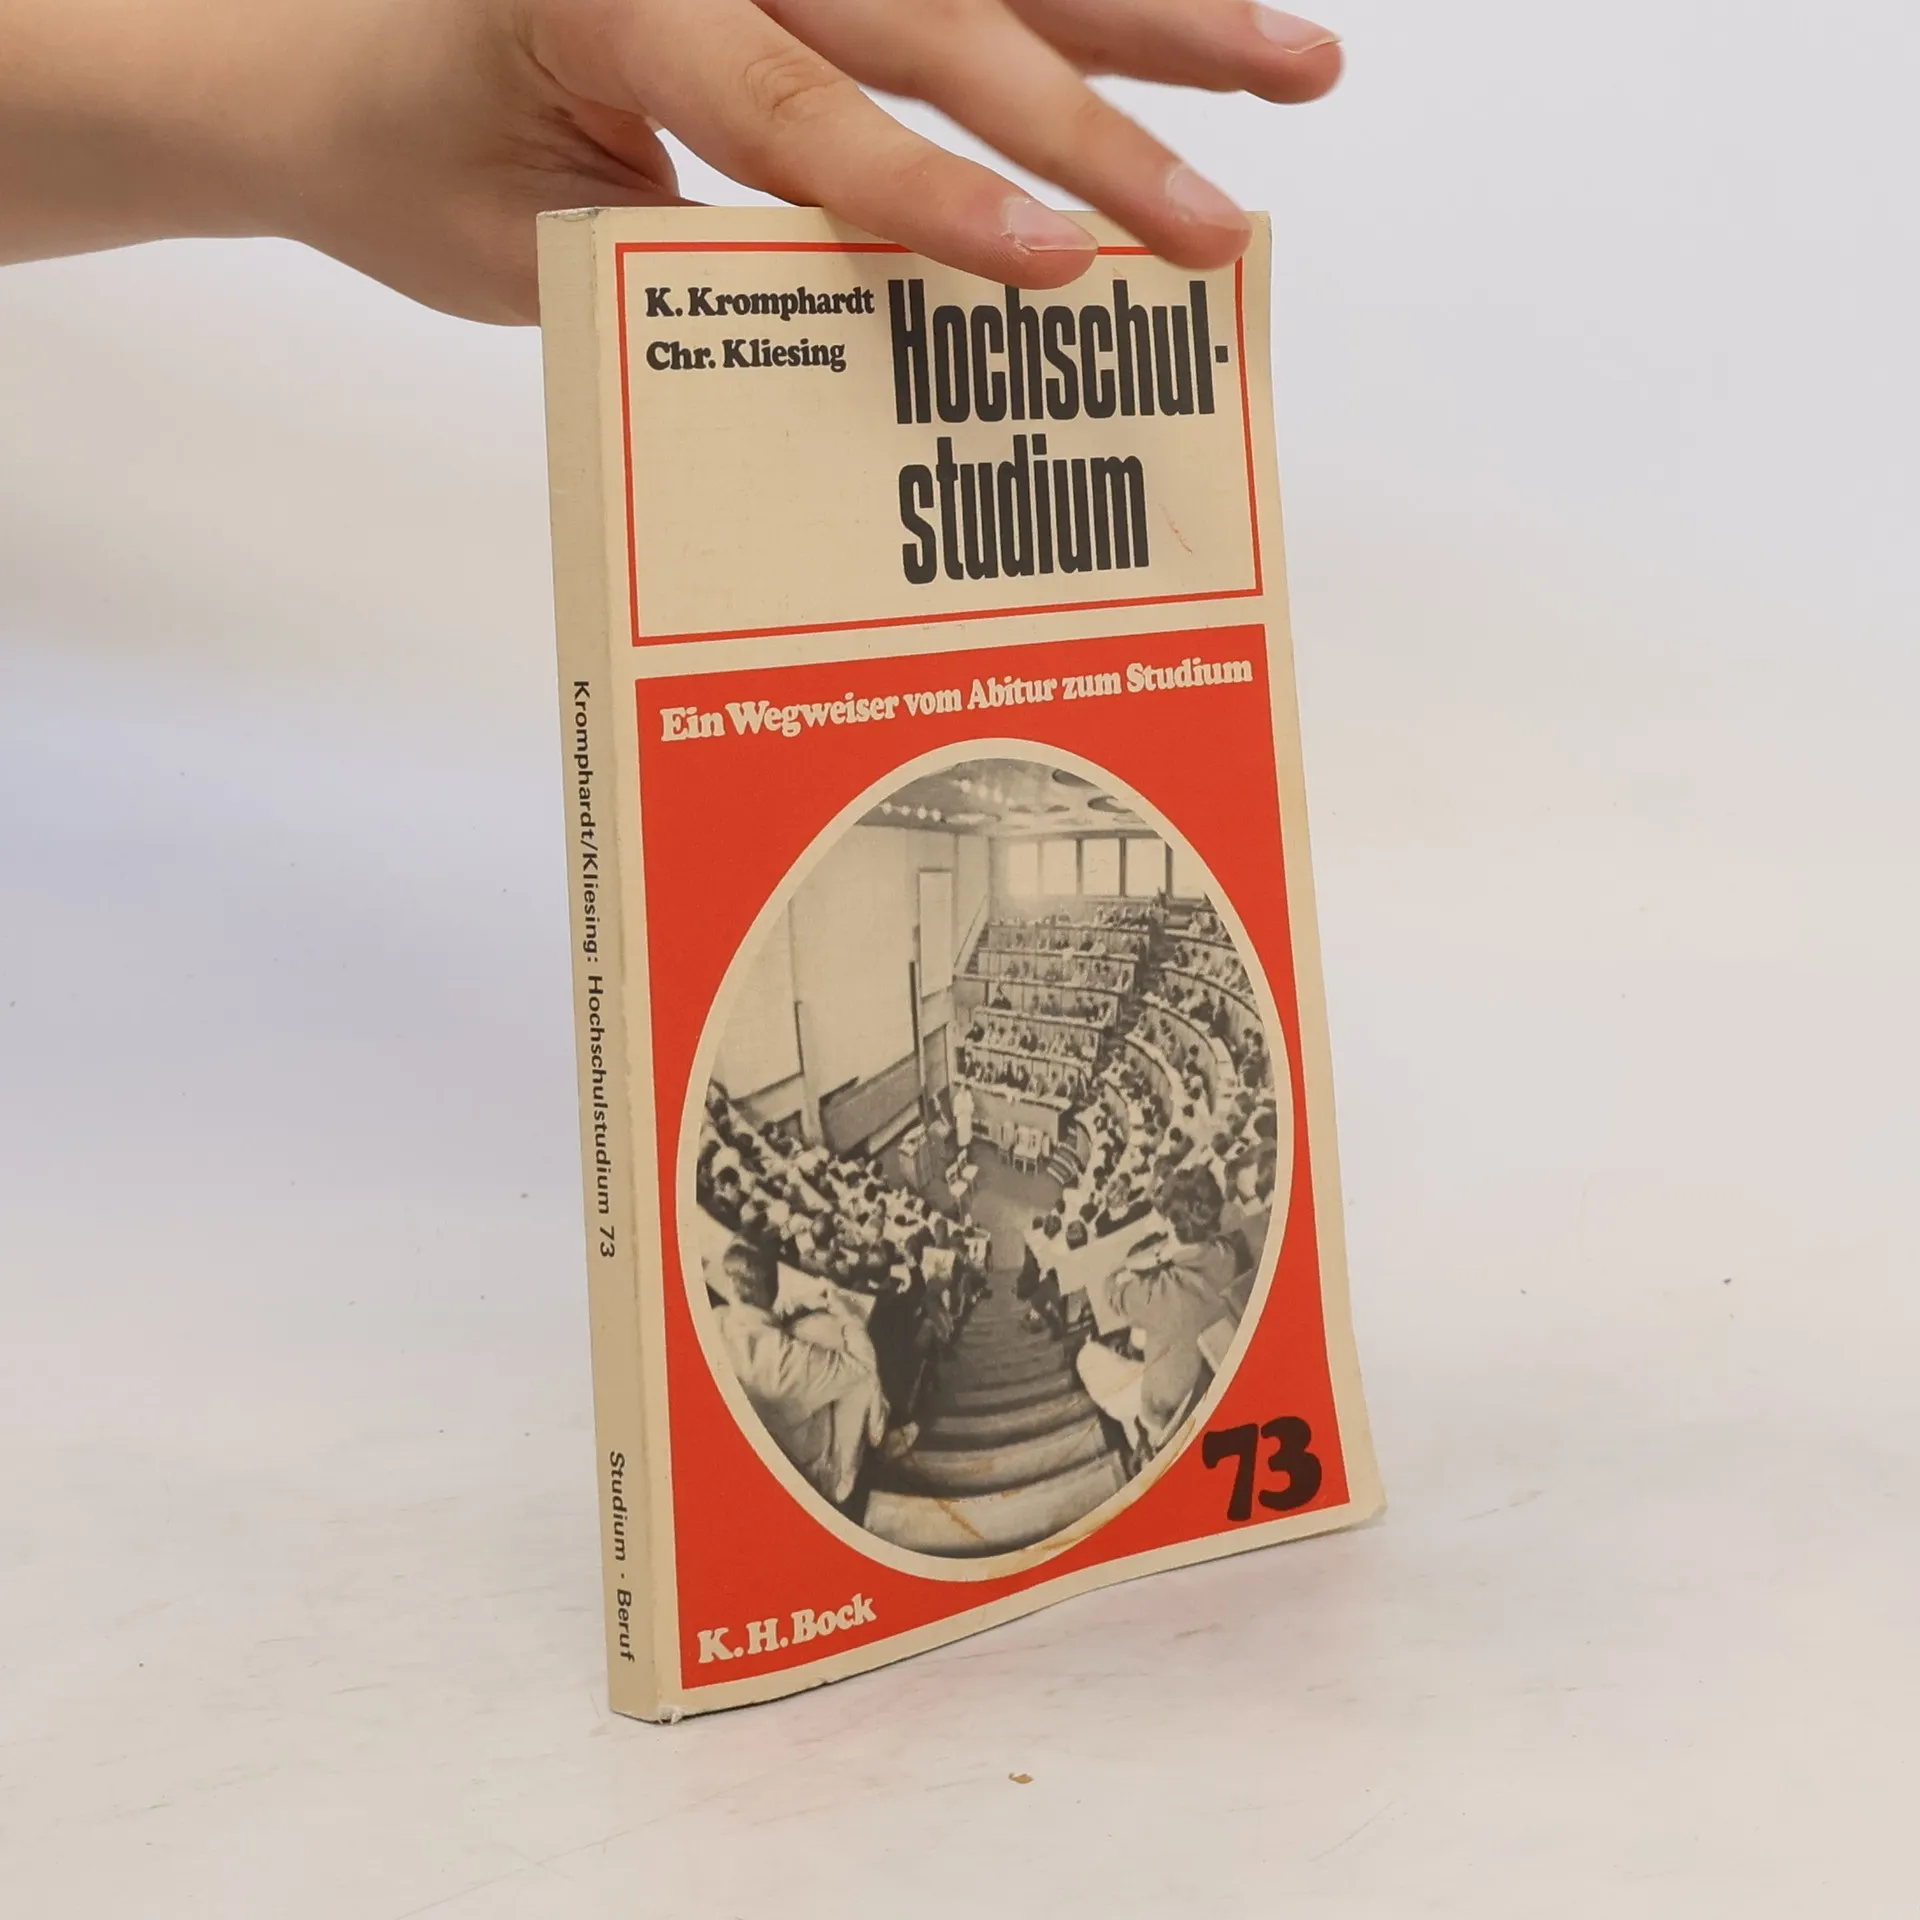 K. Kromphardt
Chr. Kliesing
Hochschul-
studium
Ein Wegweiser vom Abitur zum Studium
73
K. H. Bock
Kromphardt/Kliesing: Hochschulstudium 73
Studium · Beruf